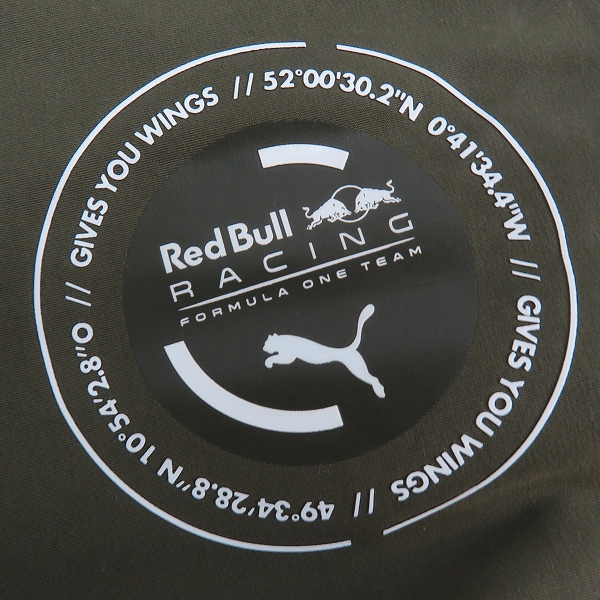 GIVES YOU WINGS // 52°00'30.2"N 0°41'34.4"W // GIVES YOU WINGS // 49°34'28.8"N 10°54'2.8"O //
Red Bull
RACING
FORMULA ONE TEAM